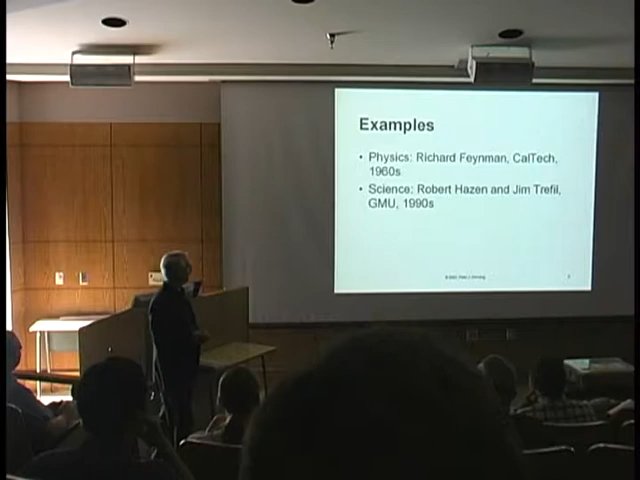 Examples
• Physics: Richard Feynman, CalTech,
1960s
• Science: Robert Hazen and Jim Trefil,
GMU, 1990s